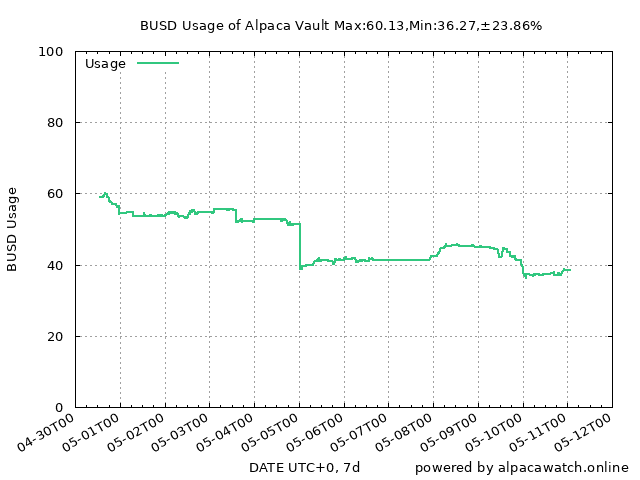 BUSD Usage of Alpaca Vault Max:60.13,Min:36.27,±23.86%
Usage
BUSD Usage
100
80
60
40
20
0
04-30T00
05-01T00
05-02T00
05-03T00
05-04T00
05-05T00
05-06T00
05-07T00
05-08T00
05-09T00
05-10T00
05-11T00
05-12T00
DATE UTC+0, 7d
powered by alpacawatch.online